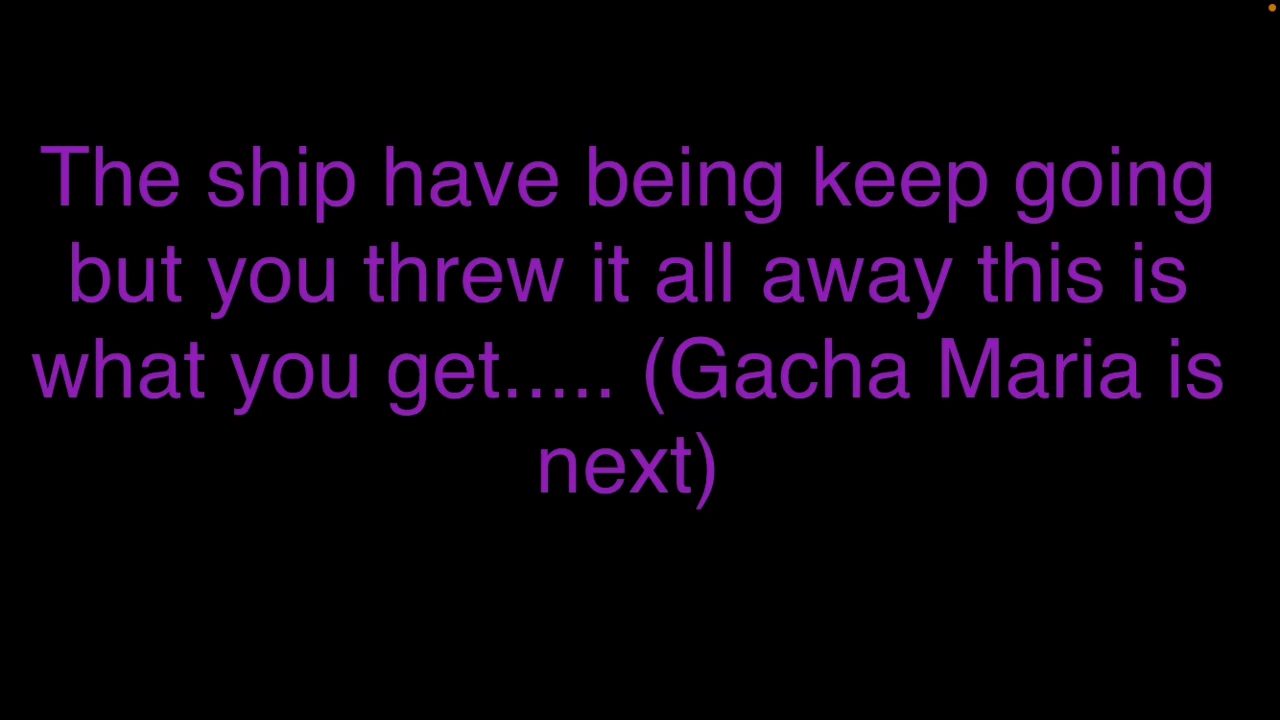 The ship have being keep going
but you threw it all away this is
what you get..... (Gacha Maria is
next)